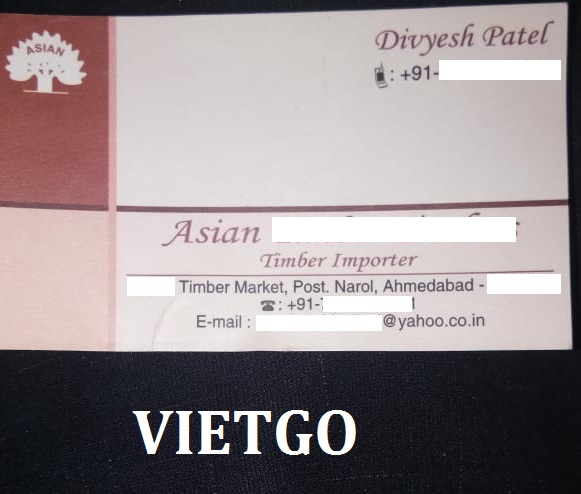 ASIAN
Divyesh Patel
: +91-
Asian
Timber Importer
Timber Market, Post. Narol, Ahmedabad -
: +91-
E-mail : @yahoo.co.in
VIETGO